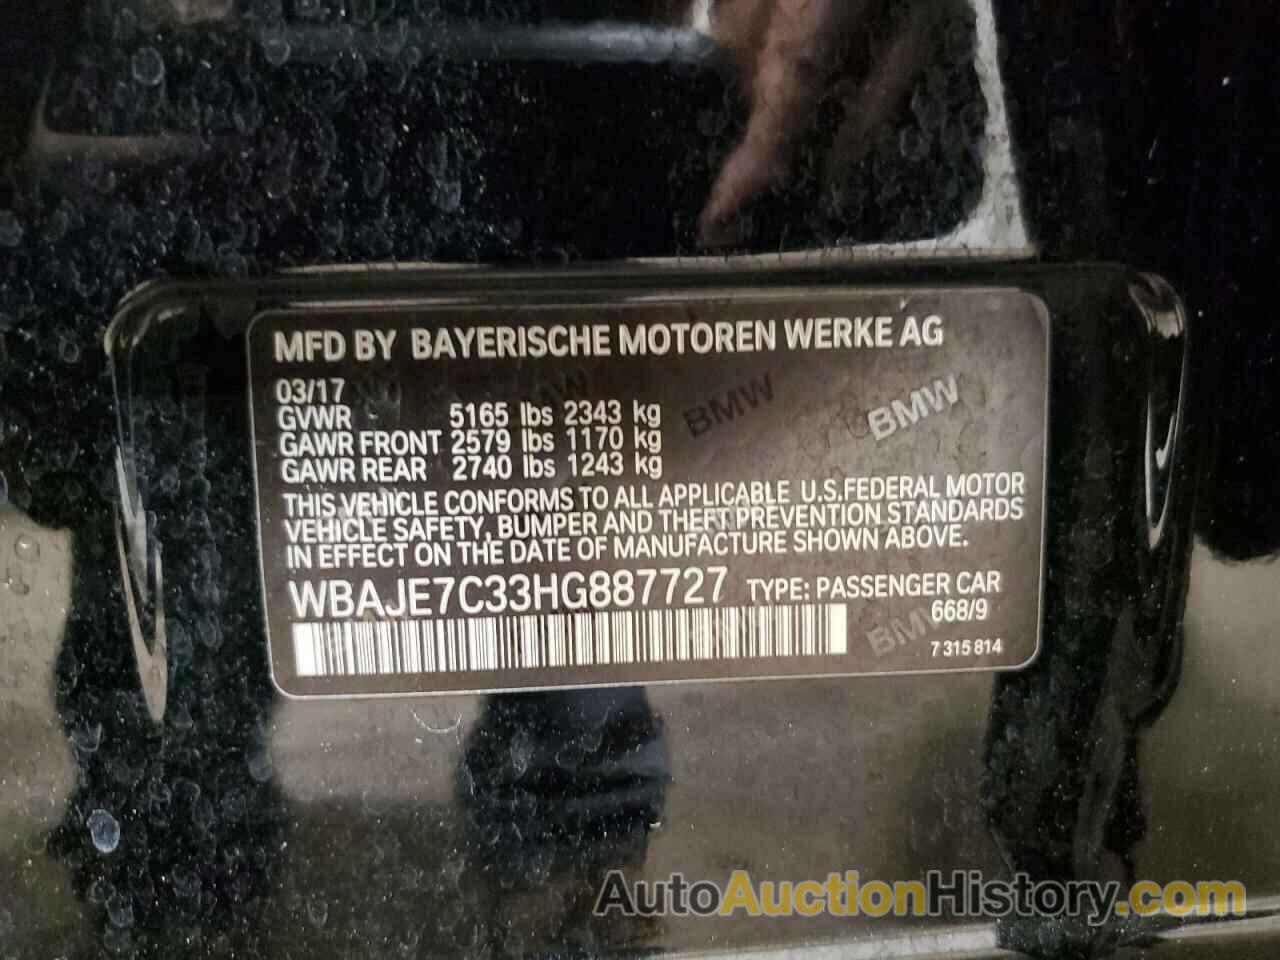 MFD BY BAYERISCHE MOTOREN WERKE AG
03/17
GVWR 5165 lbs 2343 kg
GAWR FRONT 2579 lbs 1170 kg
GAWR REAR 2740 lbs 1243 kg
THIS VEHICLE CONFORMS TO ALL APPLICABLE U.S.FEDERAL MOTOR
VEHICLE SAFETY, BUMPER AND THEFT PREVENTION STANDARDS
IN EFFECT ON THE DATE OF MANUFACTURE SHOWN ABOVE.
WBAJE7C33HG887727 TYPE: PASSENGER CAR
668/9
7 315 814
BMW
BMW
BMW
BMW
BMW
AutoAuctionHistory.com